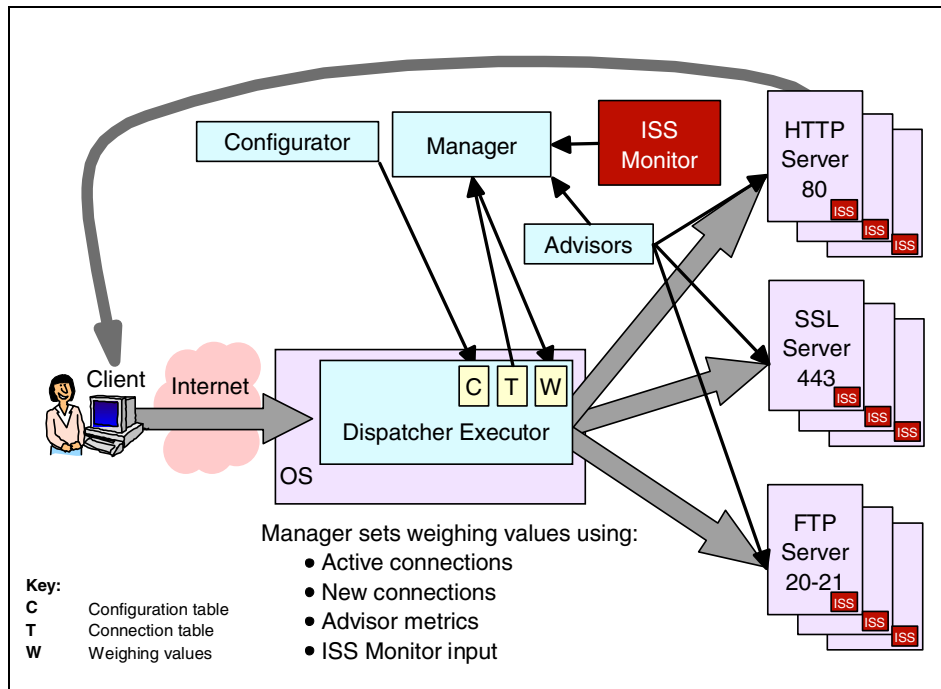 Configurator
Manager
ISS
Monitor
Advisors
HTTP
Server
80
ISS
ISS
ISS
SSL
Server
443
ISS
ISS
ISS
FTP
Server
20-21
ISS
ISS
ISS
Client
Internet
C
T
W
Dispatcher Executor
OS
Manager sets weighing values using:
• Active connections
• New connections
• Advisor metrics
• ISS Monitor input
Key:
C Configuration table
T Connection table
W Weighing values